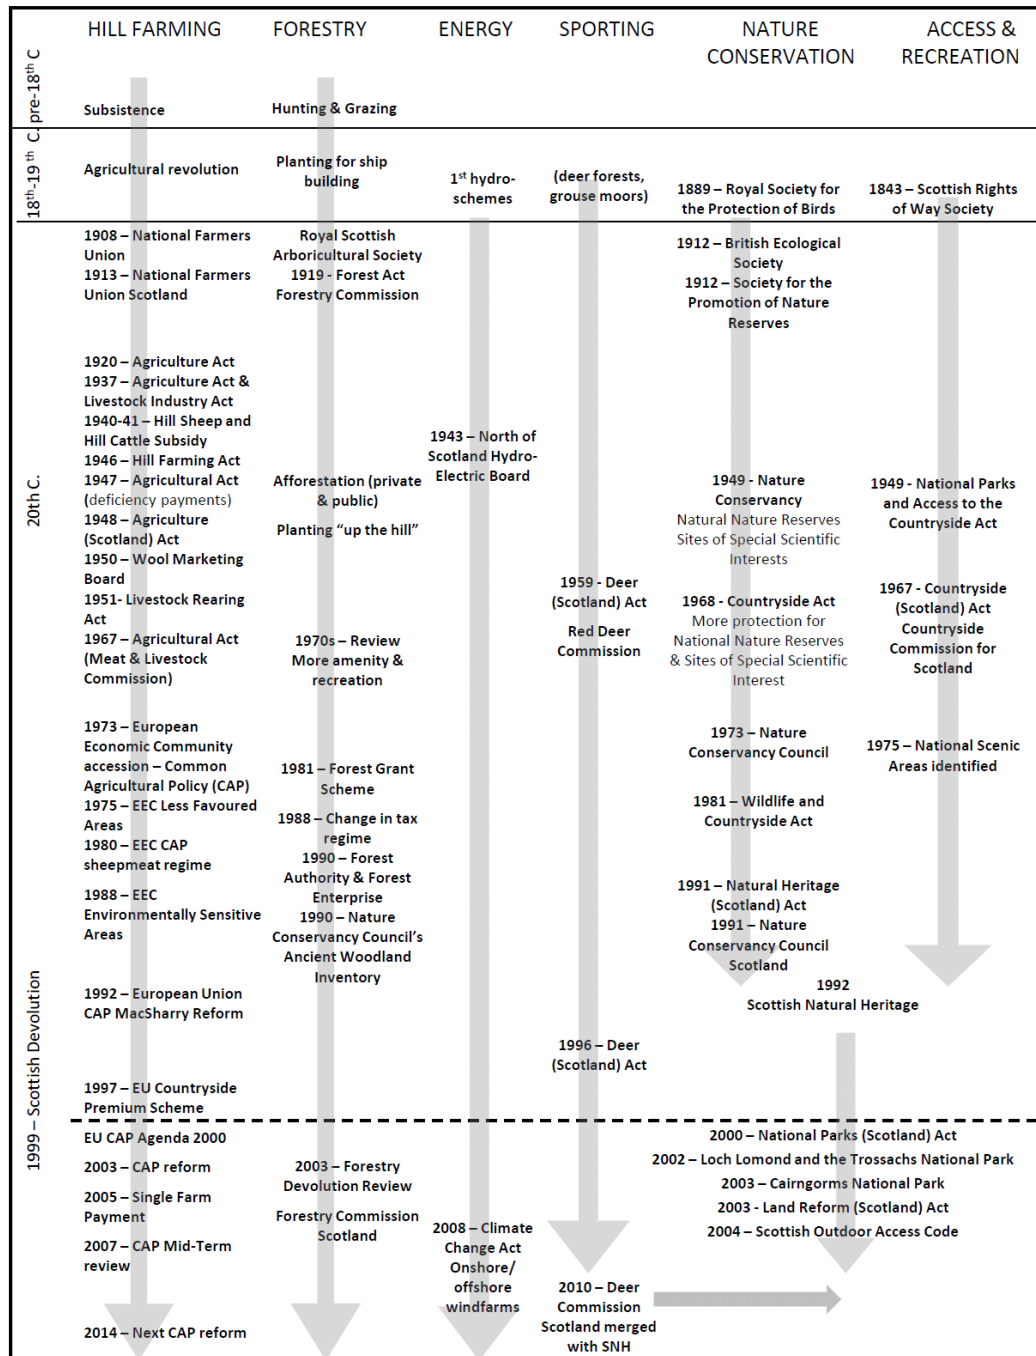 HILL FARMING
FORESTRY
ENERGY
SPORTING
NATURE
CONSERVATION
ACCESS &
RECREATION
pre-18th C
Subsistence
Hunting & Grazing
18th-19th C.
Agricultural revolution
Planting for ship
building
1st hydro-
schemes
(deer forests,
grouse moors)
1889 – Royal Society for
the Protection of Birds
1843 – Scottish Rights
of Way Society
20th C.
1908 – National Farmers
Union
1913 – National Farmers
Union Scotland
1920 – Agriculture Act
1937 – Agriculture Act &
Livestock Industry Act
1940-41 – Hill Sheep and
Hill Cattle Subsidy
1946 – Hill Farming Act
1947 – Agricultural Act
(deficiency payments)
1948 – Agriculture
(Scotland) Act
1950 – Wool Marketing
Board
1951- Livestock Rearing
Act
1967 – Agricultural Act
(Meat & Livestock
Commission)
1973 – European
Economic Community
accession – Common
Agricultural Policy (CAP)
1975 – EEC Less Favoured
Areas
1980 – EEC CAP
sheepmeat regime
1988 – EEC
Environmentally Sensitive
Areas
1992 – European Union
CAP MacSharry Reform
1997 – EU Countryside
Premium Scheme
Royal Scottish
Arboricultural Society
1919 - Forest Act
Forestry Commission
Afforestation (private
& public)
Planting “up the hill”
1970s – Review
More amenity &
recreation
1981 – Forest Grant
Scheme
1988 – Change in tax
regime
1990 – Forest
Authority & Forest
Enterprise
1990 – Nature
Conservancy Council’s
Ancient Woodland
Inventory
1943 – North of
Scotland Hydro-
Electric Board
1959 - Deer
(Scotland) Act
Red Deer
Commission
1996 – Deer
(Scotland) Act
1912 – British Ecological
Society
1912 – Society for the
Promotion of Nature
Reserves
1949 - Nature
Conservancy
Natural Nature Reserves
Sites of Special Scientific
Interests
1968 - Countryside Act
More protection for
National Nature Reserves
& Sites of Special Scientific
Interest
1973 – Nature
Conservancy Council
1981 – Wildlife and
Countryside Act
1991 – Natural Heritage
(Scotland) Act
1991 – Nature
Conservancy Council
Scotland
1949 – National Parks
and Access to the
Countryside Act
1967 - Countryside
(Scotland) Act
Countryside
Commission for
Scotland
1975 – National Scenic
Areas identified
1992
Scottish Natural Heritage
1999 – Scottish Devolution
EU CAP Agenda 2000
2003 – CAP reform
2005 – Single Farm
Payment
2007 – CAP Mid-Term
review
2014 – Next CAP reform
2003 – Forestry
Devolution Review
Forestry Commission
Scotland
2008 – Climate
Change Act
Onshore/
offshore
windfarms
2010 – Deer
Commission
Scotland merged
with SNH
2000 – National Parks (Scotland) Act
2002 – Loch Lomond and the Trossachs National Park
2003 – Cairngorms National Park
2003 - Land Reform (Scotland) Act
2004 – Scottish Outdoor Access Code